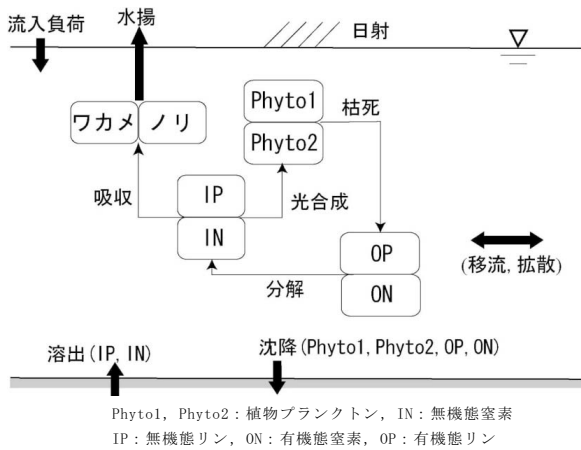 流入負荷
水揚
日射
ワカメ
ノリ
Phyto1
Phyto2
枯死
吸収
IP
IN
光合成
OP
ON
分解
(移流, 拡散)
溶出(IP, IN)
沈降(Phyto1, Phyto2, OP, ON)
Phyto1, Phyto2：植物プランクトン, IN：無機態窒素
IP：無機態リン, ON：有機態窒素, OP：有機態リン